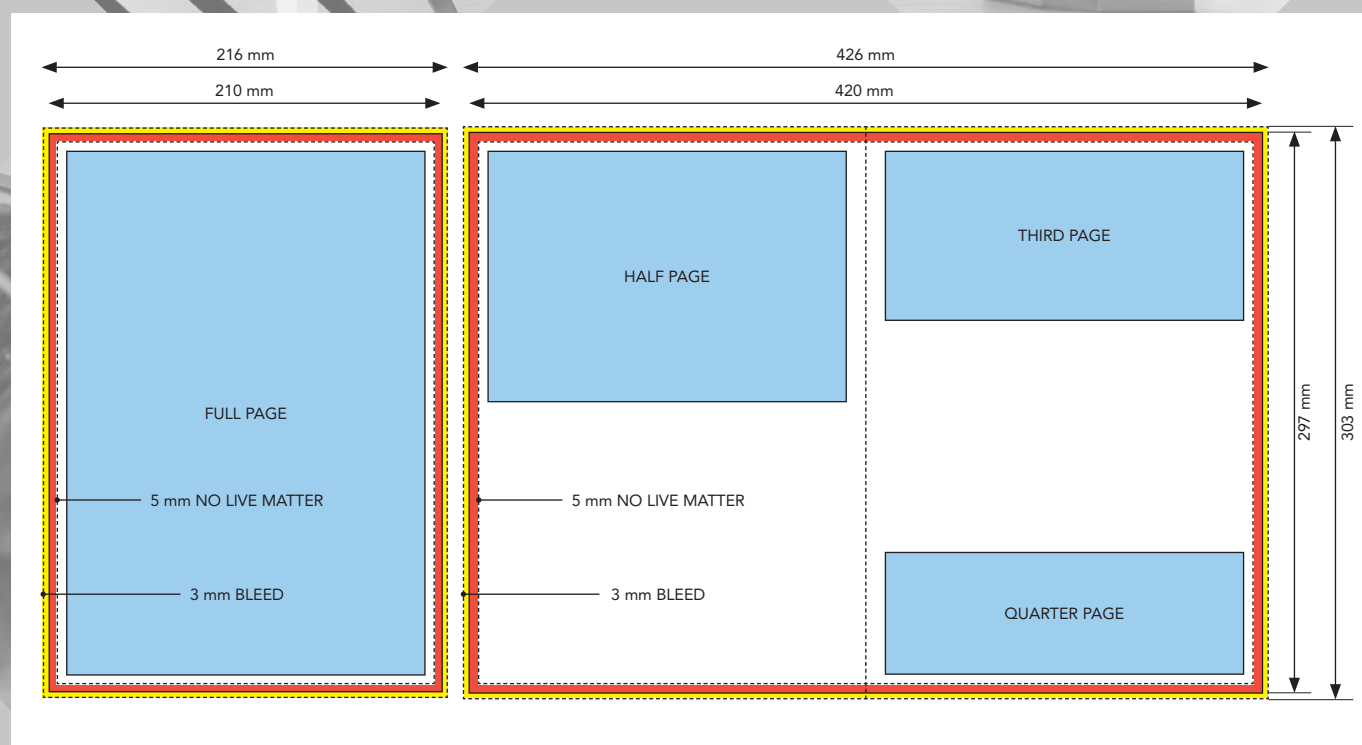 216 mm
426 mm
210 mm
420 mm
THIRD PAGE
HALF PAGE
FULL PAGE
297 mm
303 mm
5 mm NO LIVE MATTER
5 mm NO LIVE MATTER
3 mm BLEED
3 mm BLEED
QUARTER PAGE